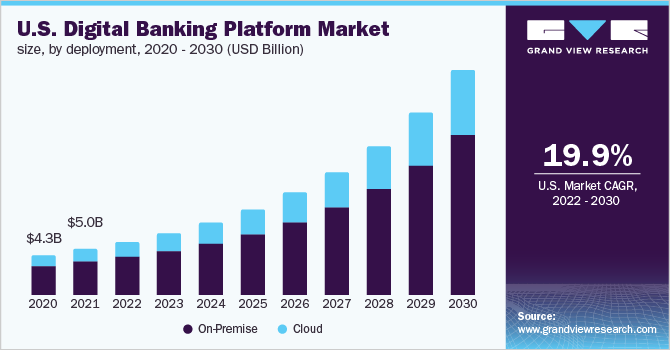 U.S. Digital Banking Platform Market
size, by deployment, 2020 - 2030 (USD Billion)
$4.3B
$5.0B
2020 2021 2022 2023 2024 2025 2026 2027 2028 2029 2030
On-Premise Cloud
GRAND VIEW RESEARCH
19.9%
U.S. Market CAGR,
2022 - 2030
Source:
www.grandviewresearch.com